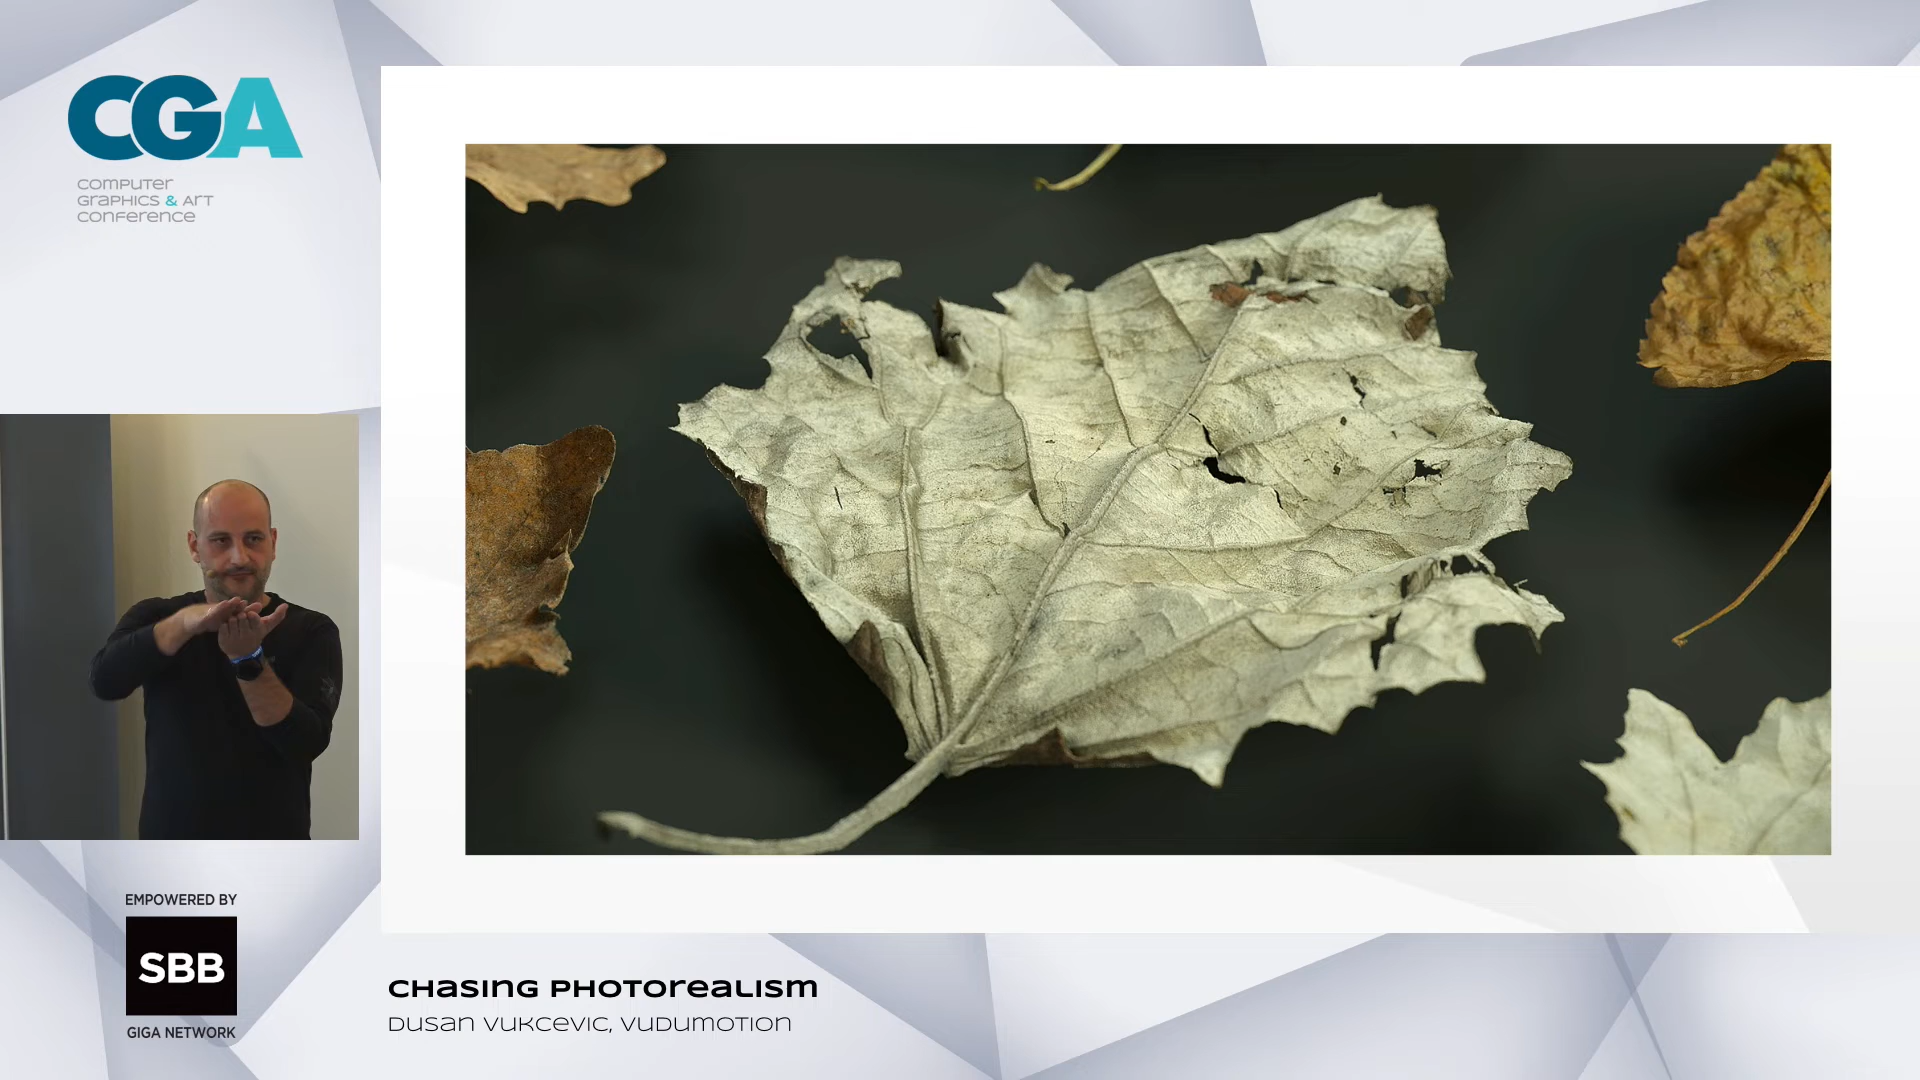 CGA
COMPUTER
GRAPHICS & ART
CONFERENCE
EMPOWERED BY
SBB
GIGA NETWORK
CHASING PHOTOREALISM
DUSAN VUKCEVIC, VUDUMOTION